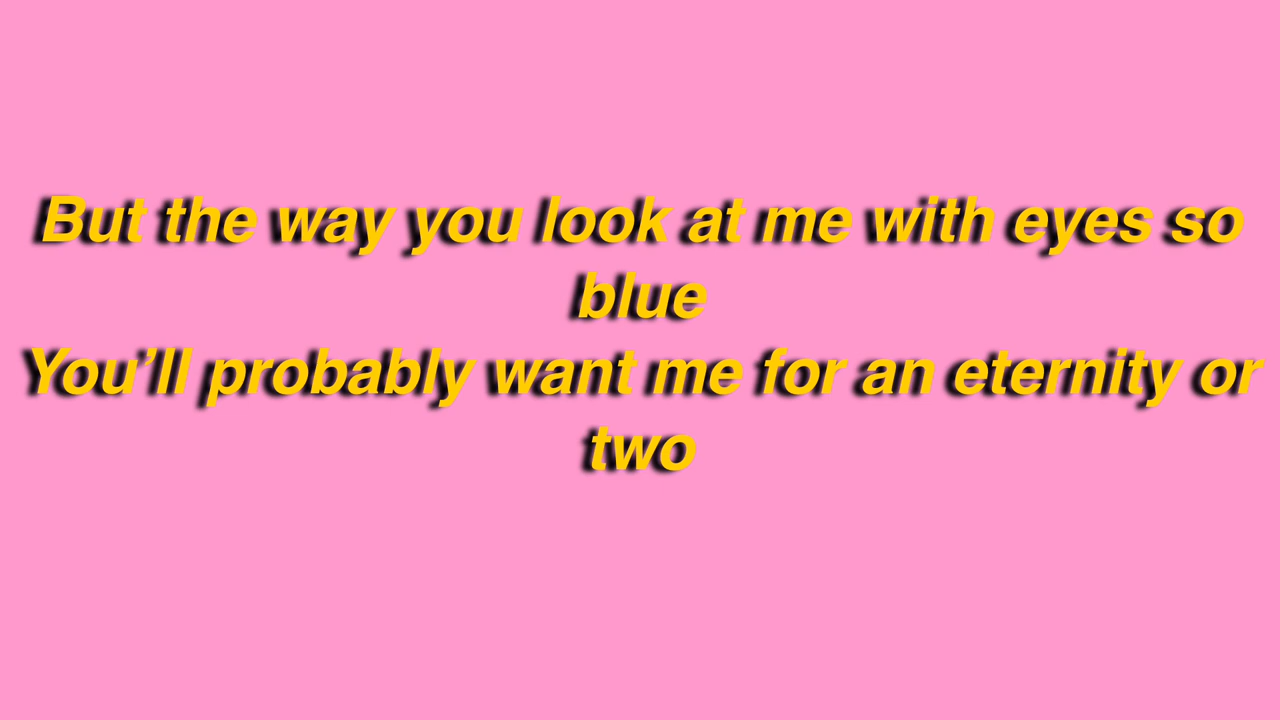 But the way you look at me with eyes so
blue
You’ll probably want me for an eternity or
two